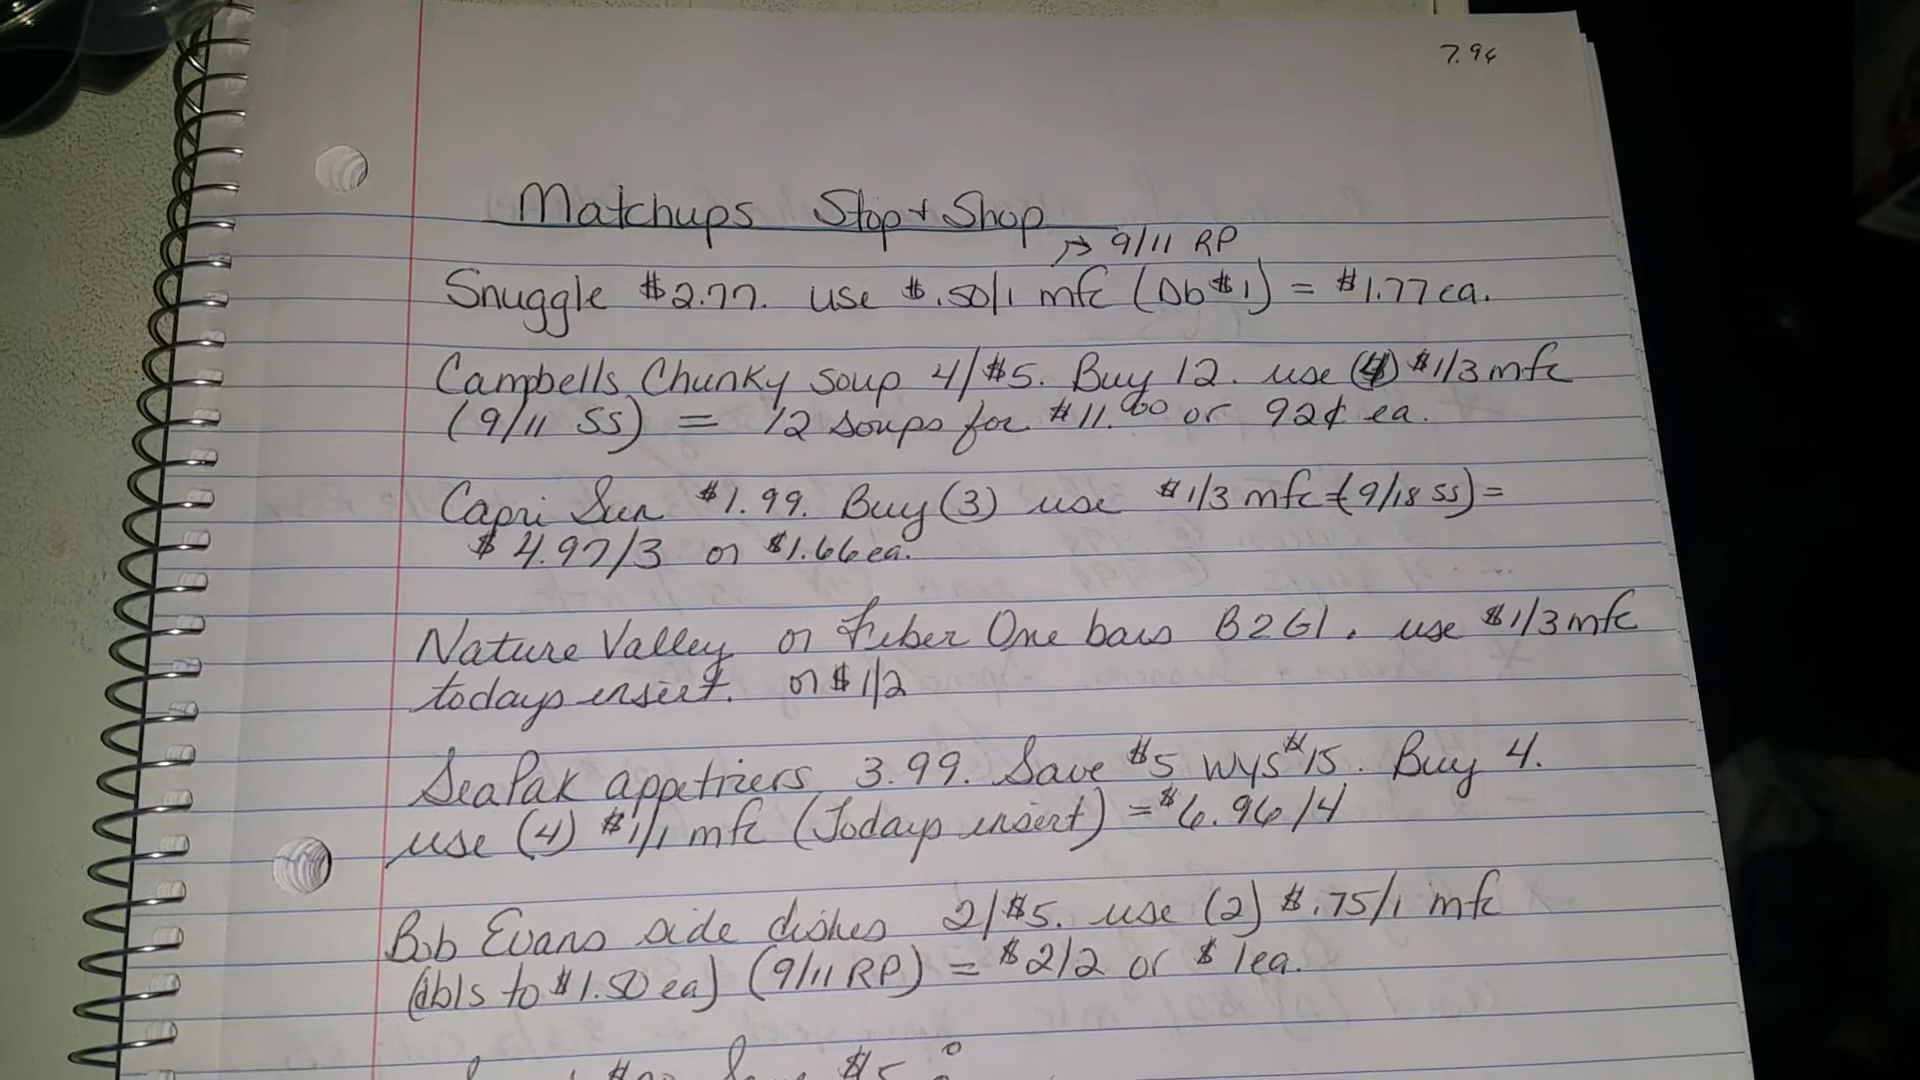 7.96
Matchups Stop + Shop
→ 9/11 RP
Snuggle $2.77. use $.50/1 mfc (Db $1) = $1.77 ea.
Campbells Chunky soup 4/$5. Buy 12. use (4) $1/3 mfc
(9/11 SS) = 12 soups for $11.00 or 92¢ ea.
Capri Sun $1.99. Buy (3) use $1/3 mfc (9/18 SS) =
$4.97/3 or $1.66 ea.
Nature Valley or Fiber One bars B2G1. use $1/3 mfc
todays insert. or $1/2
SeaPak appetizers 3.99. Save $5 wys $15. Buy 4.
use (4) $1/1 mfc (Todays insert) = $6.96/4
Bob Evans side dishes 2/$5. use (2) $.75/1 mfc
(dbls to $1.50 ea) (9/11 RP) = $2/2 or $1 ea.